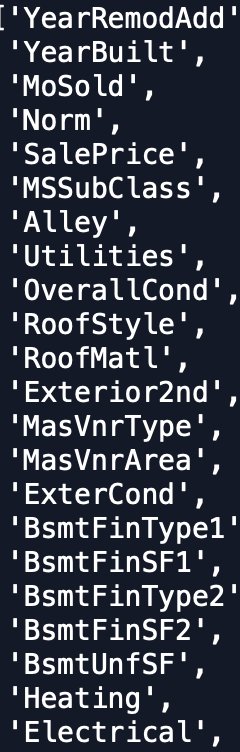 ['YearRemodAdd'
'YearBuilt',
'MoSold',
'Norm',
'SalePrice',
'MSSubClass',
'Alley',
'Utilities',
'OverallCond',
'RoofStyle',
'RoofMatl',
'Exterior2nd',
'MasVnrType',
'MasVnrArea',
'ExterCond',
'BsmtFinType1'
'BsmtFinSF1',
'BsmtFinType2'
'BsmtFinSF2',
'BsmtUnfSF',
'Heating',
'Electrical',